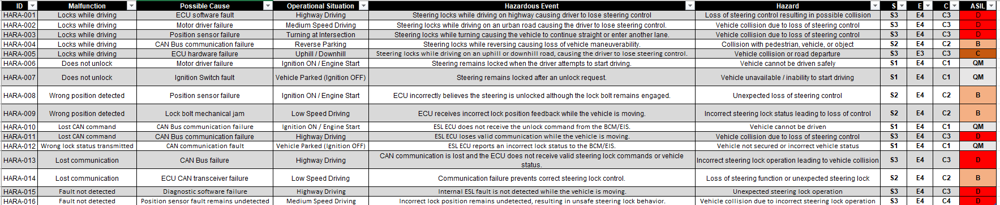 ID Malfunction Possible Cause Operational Situation Hazardous Event Hazard S E C ASIL
HARA-001 Locks while driving ECU software fault Highway Driving Steering locks while driving on highway causing driver to lose steering control Loss of steering control resulting in possible collision S3 E4 C3 D
HARA-002 Locks while driving Motor driver failure Medium Speed Driving Steering locks while driving on an urban road causing the driver to lose steering control. Vehicle collision due to loss of steering control S3 E4 C3 D
HARA-003 Locks while driving Position sensor failure Turning at Intersection Steering locks while turning causing the vehicle to continue straight or enter another lane. Vehicle collision due to loss of steering control S3 E4 C3 D
HARA-004 Locks while driving CAN Bus communication failure Reverse Parking Steering locks while reversing causing loss of vehicle maneuverability. Collision with pedestrian, vehicle, or object S2 E4 C2 B
HARA-005 Locks while driving ECU hardware failure Uphill / Downhill Steering locks while driving on an uphill or downhill road, causing the driver to lose steering control. Vehicle collision or road departure S3 E3 C3 C
HARA-006 Does not unlock Motor driver failure Ignition ON / Engine Start Steering remains locked when the driver attempts to start driving. Vehicle cannot be driven safely S1 E4 C1 QM
HARA-007 Does not unlock Ignition Switch fault Vehicle Parked (Ignition OFF) Steering remains locked after an unlock request. Vehicle unavailable / inability to start driving S1 E4 C1 QM
HARA-008 Wrong position detected Position sensor failure Ignition ON / Engine Start ECU incorrectly believes the steering is unlocked although the lock bolt remains engaged. Unexpected loss of steering control S2 E4 C2 B
HARA-009 Wrong position detected Lock bolt mechanical jam Low Speed Driving ECU receives incorrect lock position feedback while the vehicle is moving. Incorrect steering lock status leading to loss of control S2 E4 C2 B
HARA-010 Lost CAN command CAN Bus communication failure Ignition ON / Engine Start ESL ECU does not receive the unlock command from the BCM/EIS. Vehicle cannot be driven S1 E4 C1 QM
HARA-011 Lost CAN command CAN Bus communication failure Highway Driving ESL ECU loses valid communication while the vehicle is moving. Vehicle collision due to loss of steering control S3 E4 C3 D
HARA-012 Wrong lock status transmitted CAN communication fault Vehicle Parked (Ignition OFF) ESL ECU reports an incorrect lock status to the BCM/EIS. Vehicle not secured or incorrect vehicle status S1 E4 C1 QM
HARA-013 Lost communication CAN Bus failure Highway Driving CAN communication is lost and the ECU does not receive valid steering lock commands or vehicle
status. Incorrect steering lock operation leading to vehicle collision S3 E4 C3 D
HARA-014 Lost communication ECU CAN transceiver failure Low Speed Driving Communication failure prevents correct steering lock control. Loss of steering function or unexpected steering lock S2 E4 C2 B
HARA-015 Fault not detected Diagnostic software failure Highway Driving Internal ESL fault is not detected while the vehicle is moving. Unexpected steering lock operation S3 E4 C3 D
HARA-016 Fault not detected Position sensor fault remains undetected Medium Speed Driving Incorrect lock position remains undetected, resulting in unsafe steering lock behavior. Vehicle collision due to incorrect steering lock operation S3 E4 C4 D